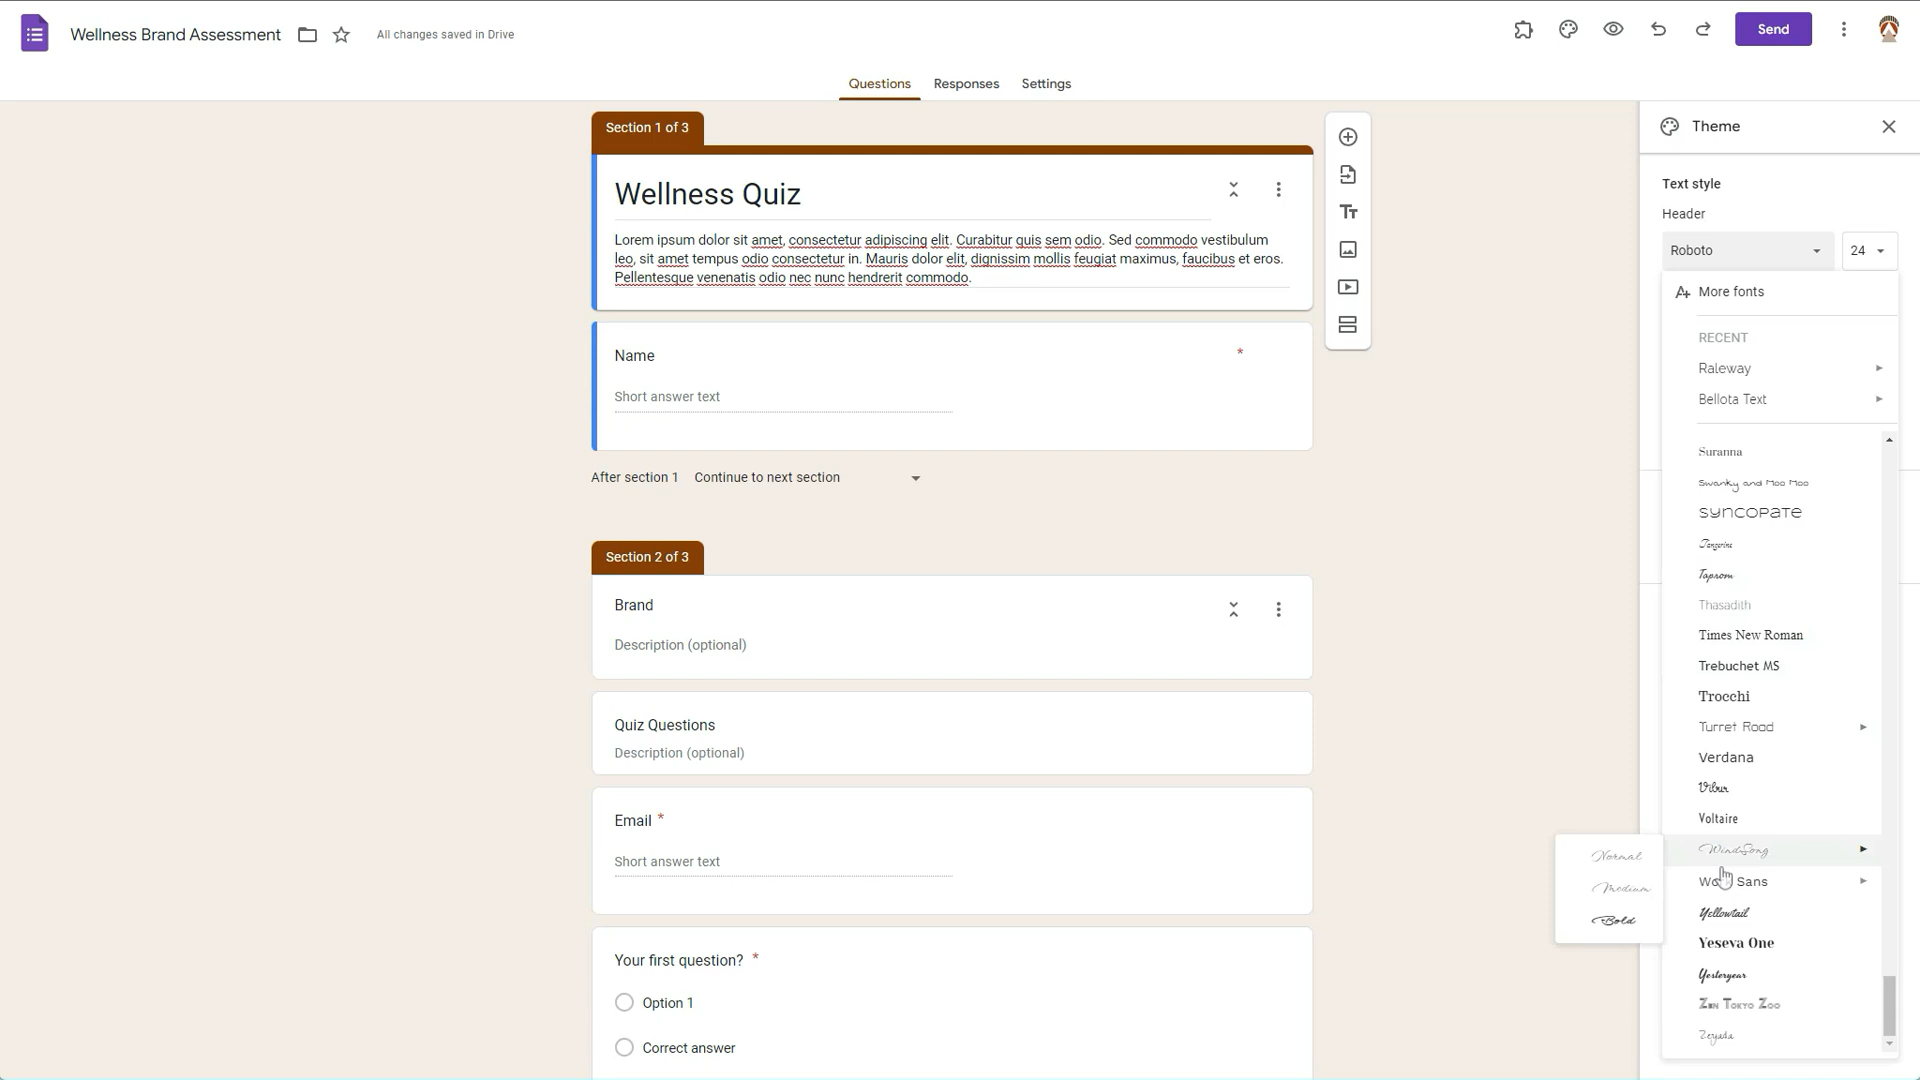 Wellness Brand Assessment
All changes saved in Drive
Send
Questions
Responses
Settings
Section 1 of 3
Wellness Quiz
Lorem ipsum dolor sit amet, consectetur adipiscing elit. Curabitur quis sem odio. Sed commodo vestibulum
leo, sit amet tempus odio consectetur in. Mauris dolor elit, dignissim mollis feugiat maximus, faucibus et eros.
Pellentesque venenatis odio nec nunc hendrerit commodo.
Name *
Short answer text
After section 1 Continue to next section
Section 2 of 3
Brand
Description (optional)
Quiz Questions
Description (optional)
Email *
Short answer text
Your first question? *
Option 1
Correct answer
Theme
Text style
Header
Roboto 24
More fonts
RECENT
Raleway
Bellota Text
Suranna
Swanky and Moo Moo
Syncopate
Tangerine
Taprom
Thasadith
Times New Roman
Trebuchet MS
Trocchi
Turret Road
Verdana
Vibur
Voltaire
WindSong
Normal
Medium
Bold
Sans
Yellowtail
Yeseva One
Yesteryear
Zen Tokyo Zoo
Zeyada